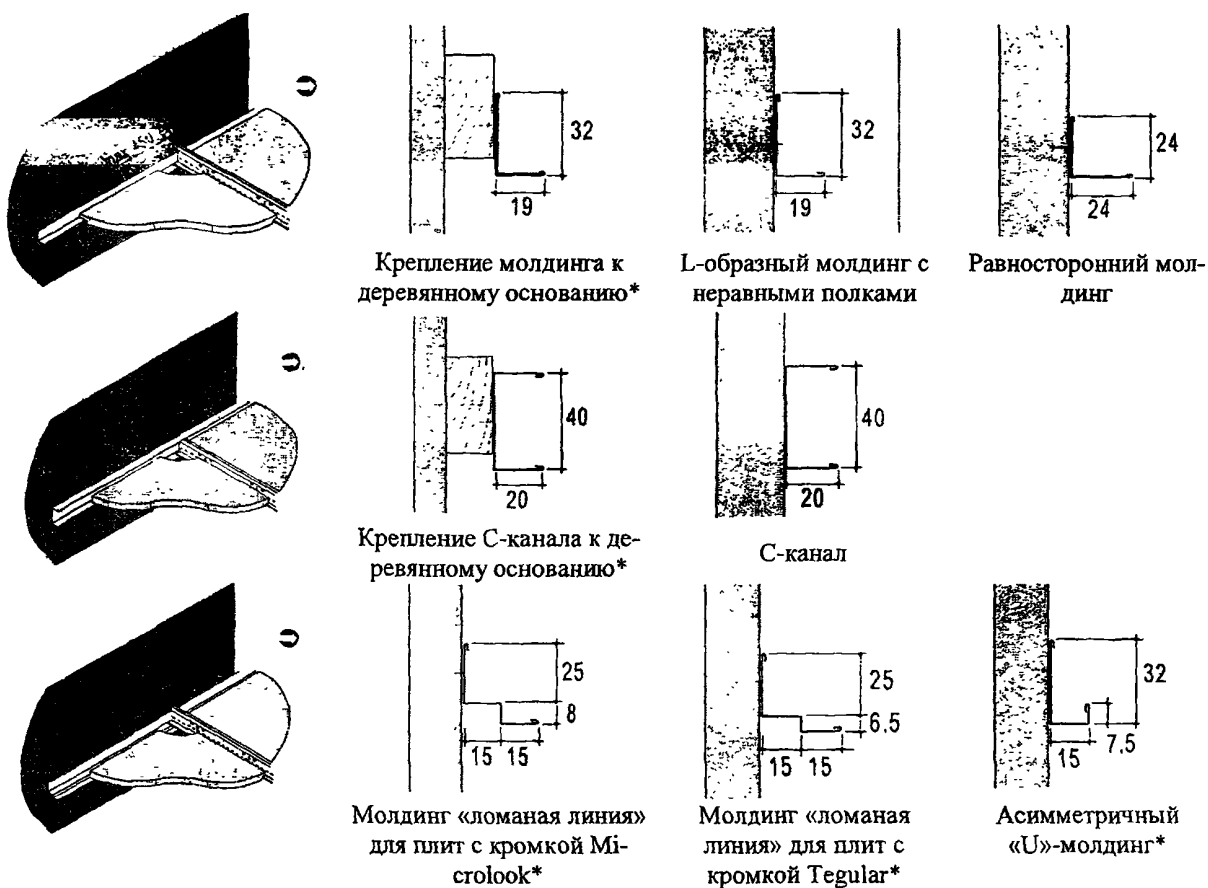 32
19
Крепление молдинга к
деревянному основанию*
32
19
L-образный молдинг с
неравными полками
24
24
Равносторонний мол-
динг
40
20
Крепление С-канала к де-
ревянному основанию*
40
20
С-канал
25
8
15 15
Молдинг «ломаная линия»
для плит с кромкой Mi-
crolook*
25
6,5
15 15
Молдинг «ломаная
линия» для плит с
кромкой Tegular*
32
15
7,5
Асимметричный
«U»-молдинг*